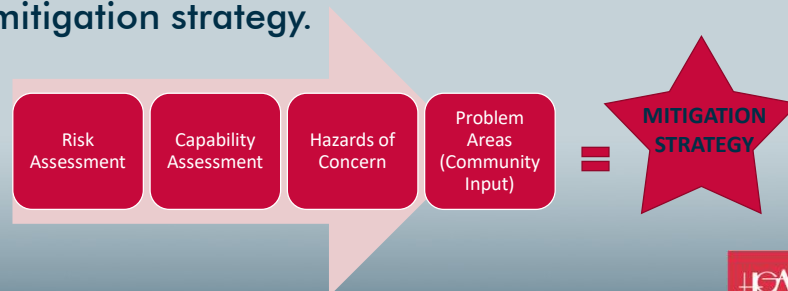 mitigation strategy.
Risk
Assessment
Capability
Assessment
Hazards of
Concern
Problem
Areas
(Community
Input)
=
MITIGATION
STRATEGY